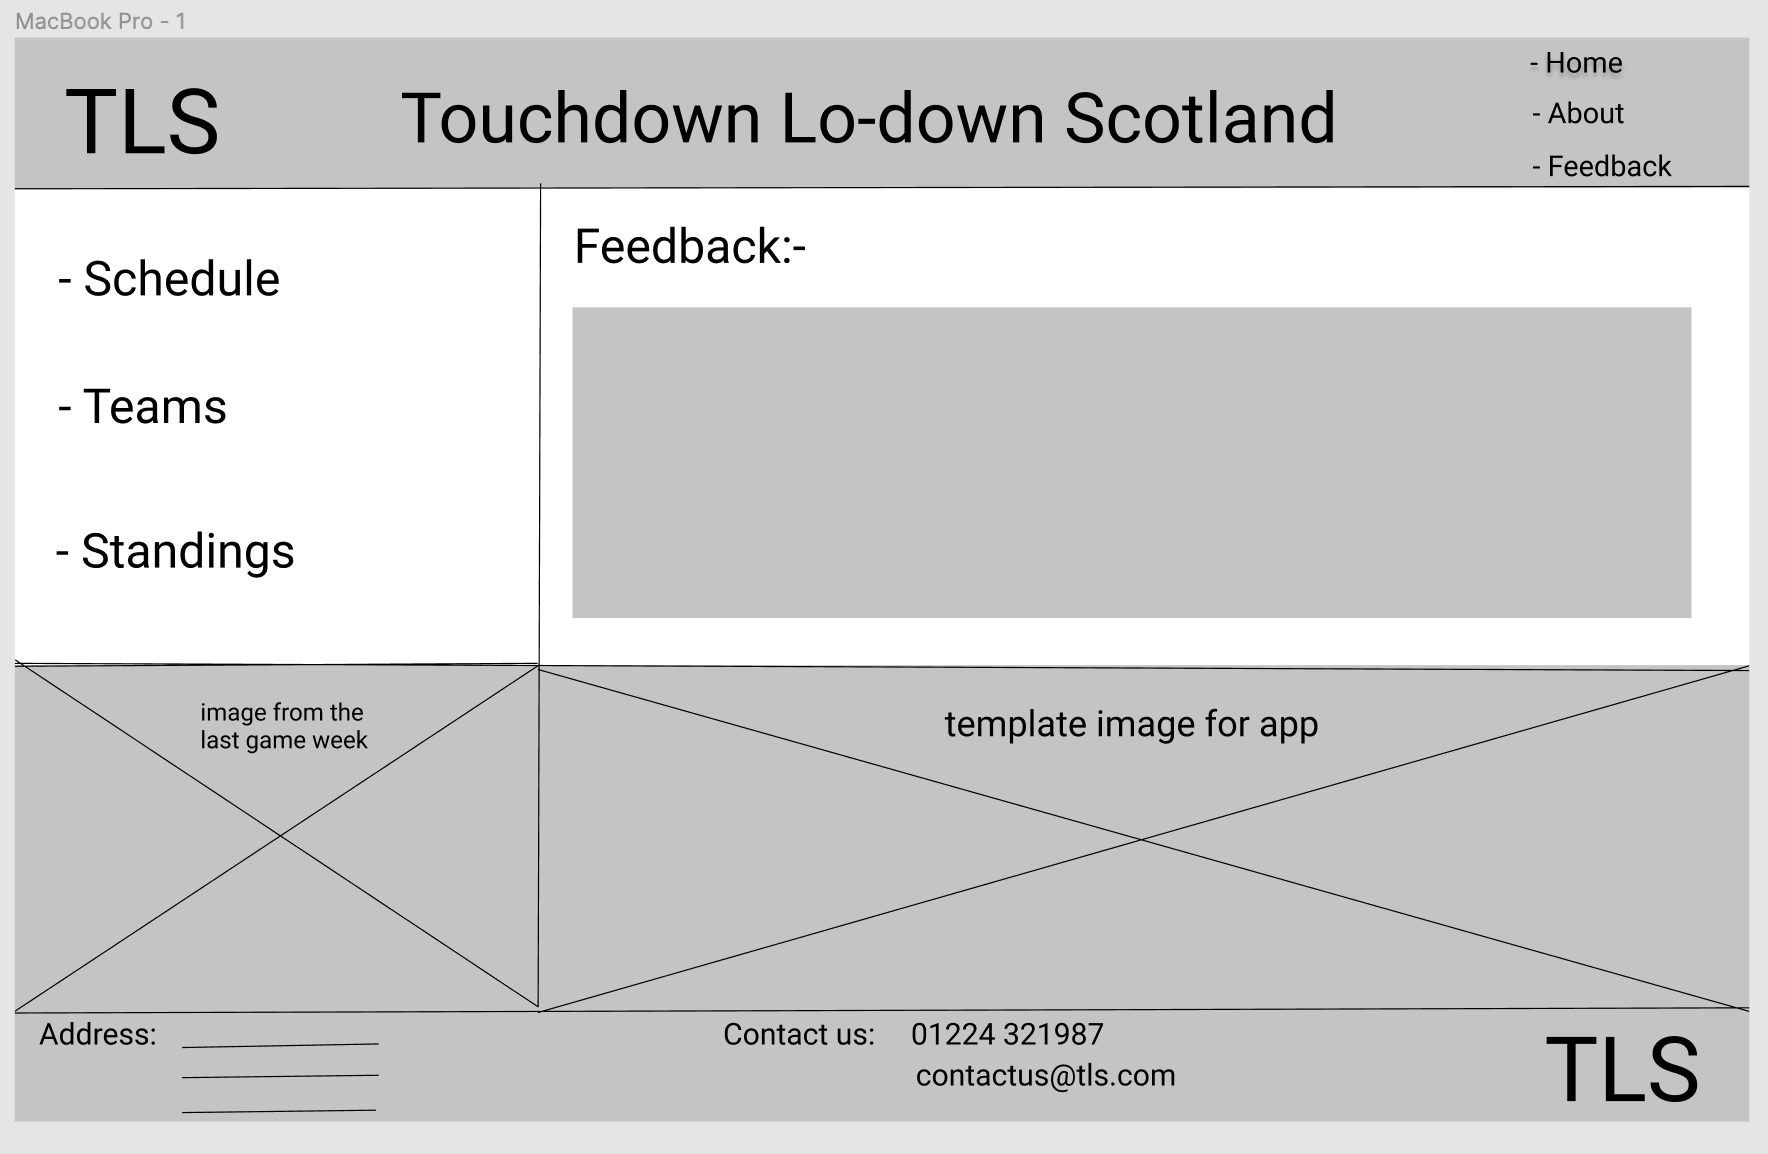 MacBook Pro - 1
TLS
Touchdown Lo-down Scotland
- Home
- About
- Feedback
- Schedule
- Teams
- Standings
Feedback:-
image from the
last game week
template image for app
Address:
Contact us: 01224 321987
contactus@tls.com
TLS